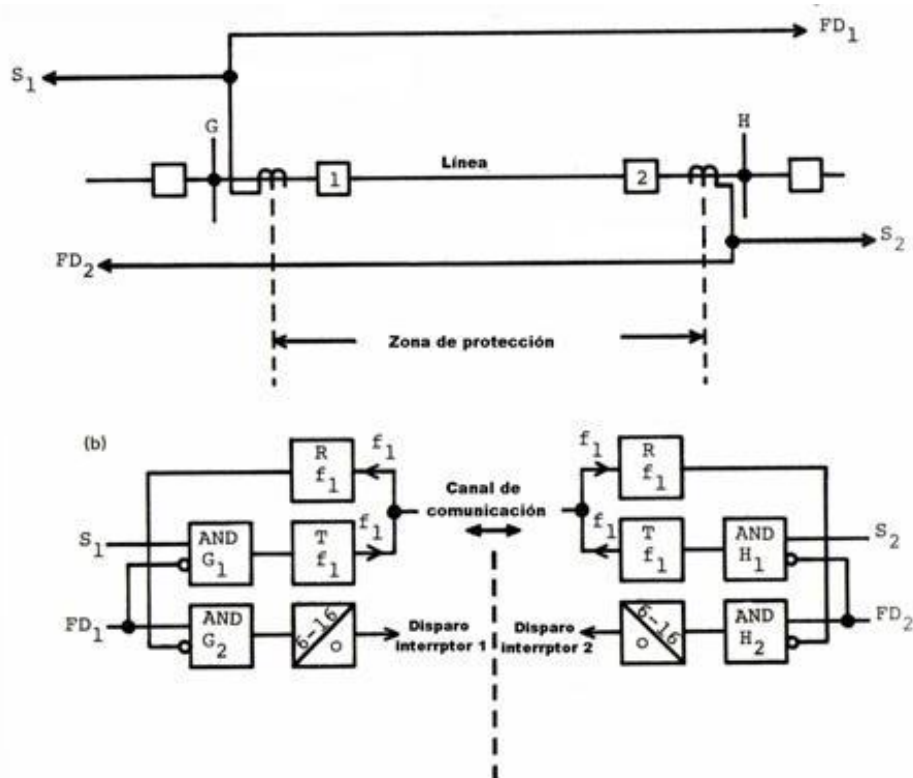 FD1
S1
G
H
Línea
1
2
S2
FD2
Zona de protección
(b)
R
f1
f1
f1
R
f1
Canal de
comunicación
S1
AND
G1
T
f1
f1
f1
T
f1
AND
H1
S2
FD1
AND
G2
6-16
O
Disparo
interrptor 1
Disparo
interrptor 2
6-16
O
AND
H2
FD2